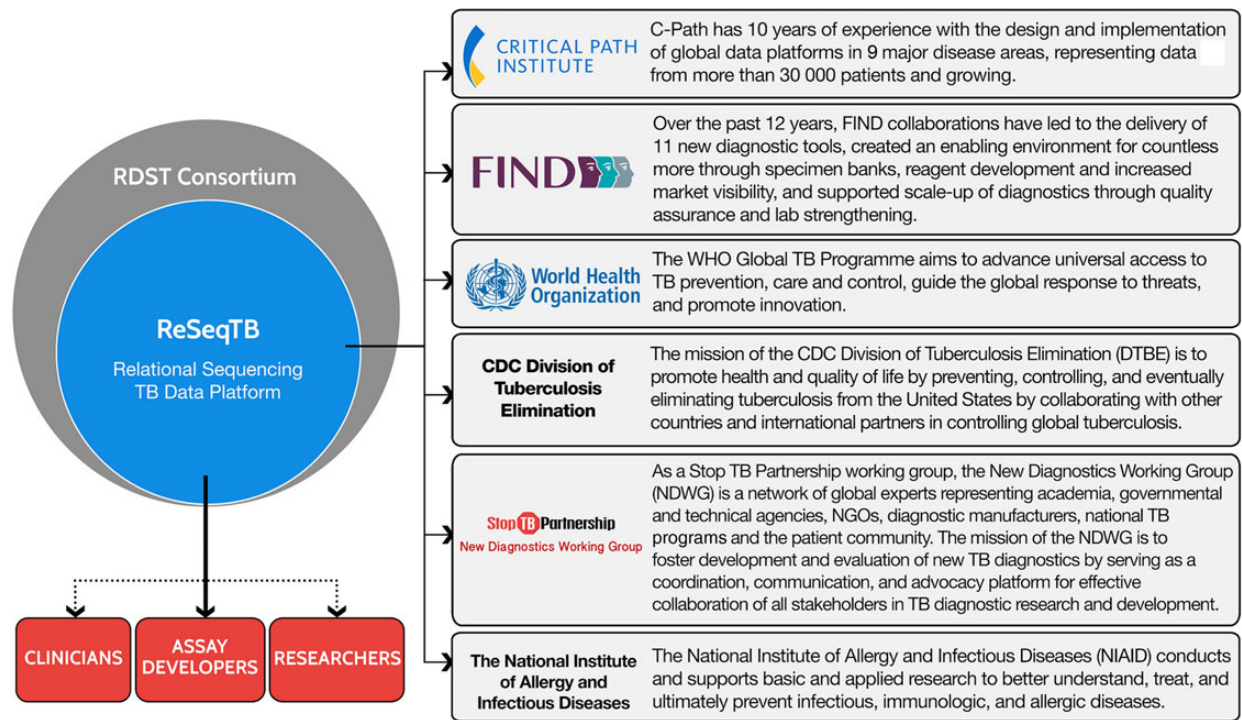 RDST Consortium
ReSeqTB
Relational Sequencing
TB Data Platform
CLINICIANS
ASSAY
DEVELOPERS
RESEARCHERS
CRITICAL PATH
INSTITUTE
C-Path has 10 years of experience with the design and implementation
of global data platforms in 9 major disease areas, representing data
from more than 30 000 patients and growing.
FIND
Over the past 12 years, FIND collaborations have led to the delivery of
11 new diagnostic tools, created an enabling environment for countless
more through specimen banks, reagent development and increased
market visibility, and supported scale-up of diagnostics through quality
assurance and lab strengthening.
World Health
Organization
The WHO Global TB Programme aims to advance universal access to
TB prevention, care and control, guide the global response to threats,
and promote innovation.
CDC Division of
Tuberculosis
Elimination
The mission of the CDC Division of Tuberculosis Elimination (DTBE) is to
promote health and quality of life by preventing, controlling, and eventually
eliminating tuberculosis from the United States by collaborating with other
countries and international partners in controlling global tuberculosis.
Stop TB Partnership
New Diagnostics Working Group
As a Stop TB Partnership working group, the New Diagnostics Working Group
(NDWG) is a network of global experts representing academia, governmental
and technical agencies, NGOs, diagnostic manufacturers, national TB
programs and the patient community. The mission of the NDWG is to
foster development and evaluation of new TB diagnostics by serving as a
coordination, communication, and advocacy platform for effective
collaboration of all stakeholders in TB diagnostic research and development.
The National Institute
of Allergy and
Infectious Diseases
The National Institute of Allergy and Infectious Diseases (NIAID) conducts
and supports basic and applied research to better understand, treat, and
ultimately prevent infectious, immunologic, and allergic diseases.